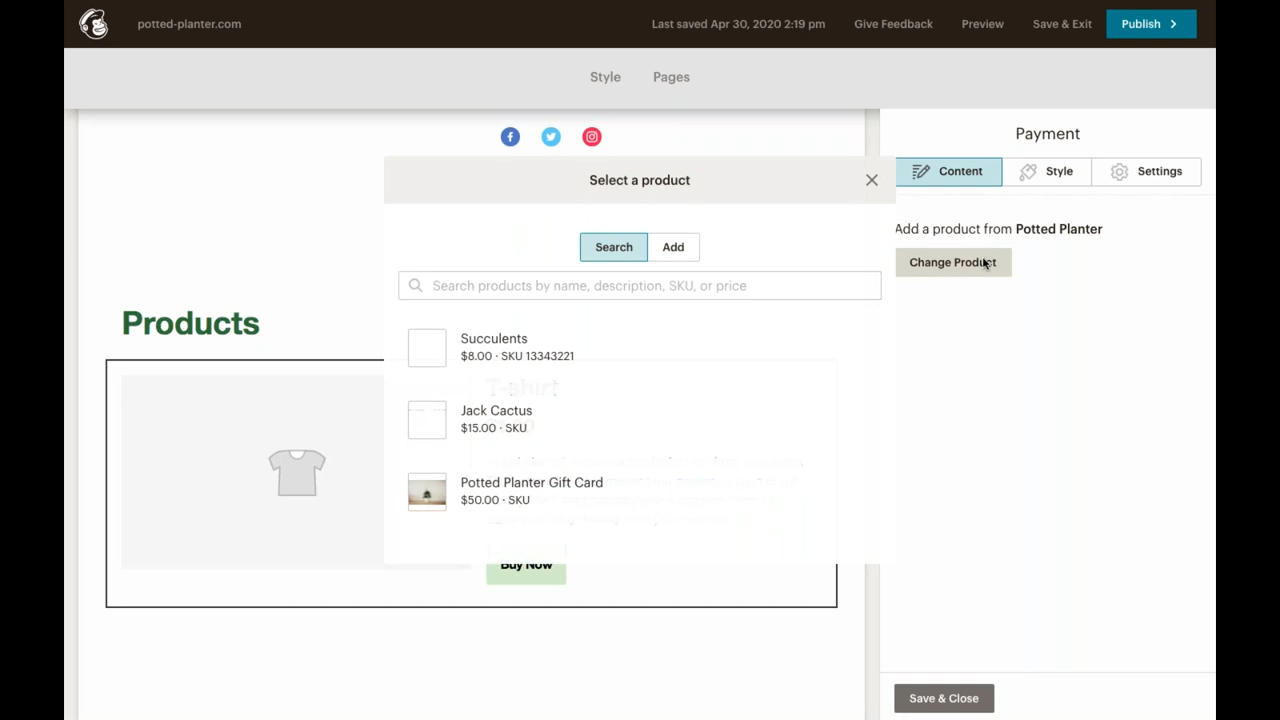 potted-planter.com
Last saved Apr 30, 2020 2:19 pm
Give Feedback
Preview
Save & Exit
Publish
Style
Pages
Select a product
Search
Add
Search products by name, description, SKU, or price
Succulents
$8.00 · SKU 13343221
Jack Cactus
$15.00 · SKU
Potted Planter Gift Card
$50.00 · SKU
Products
T-shirt
Buy Now
Payment
Content
Style
Settings
Add a product from Potted Planter
Change Product
Save & Close